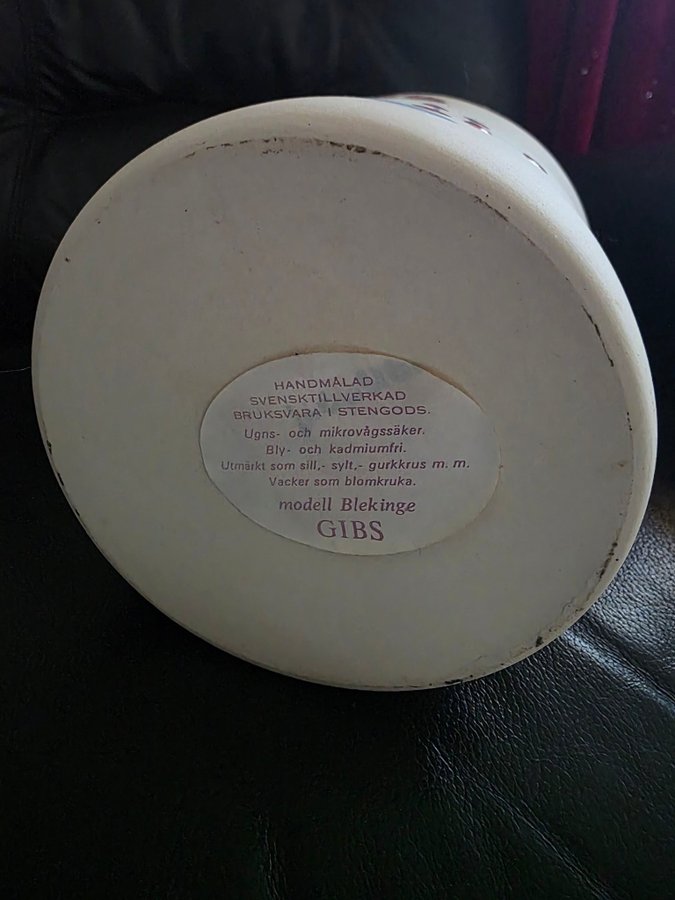 HANDMÅLAD
SVENSKTILLVERKAD
BRUKSVARA I STENGODS.
Ugns- och mikrovågssäker.
Bly- och kadmiumfri.
Utmärkt som sill,- sylt,- gurkkrus m. m.
Vacker som blomkruka.
modell Blekinge
GIBS